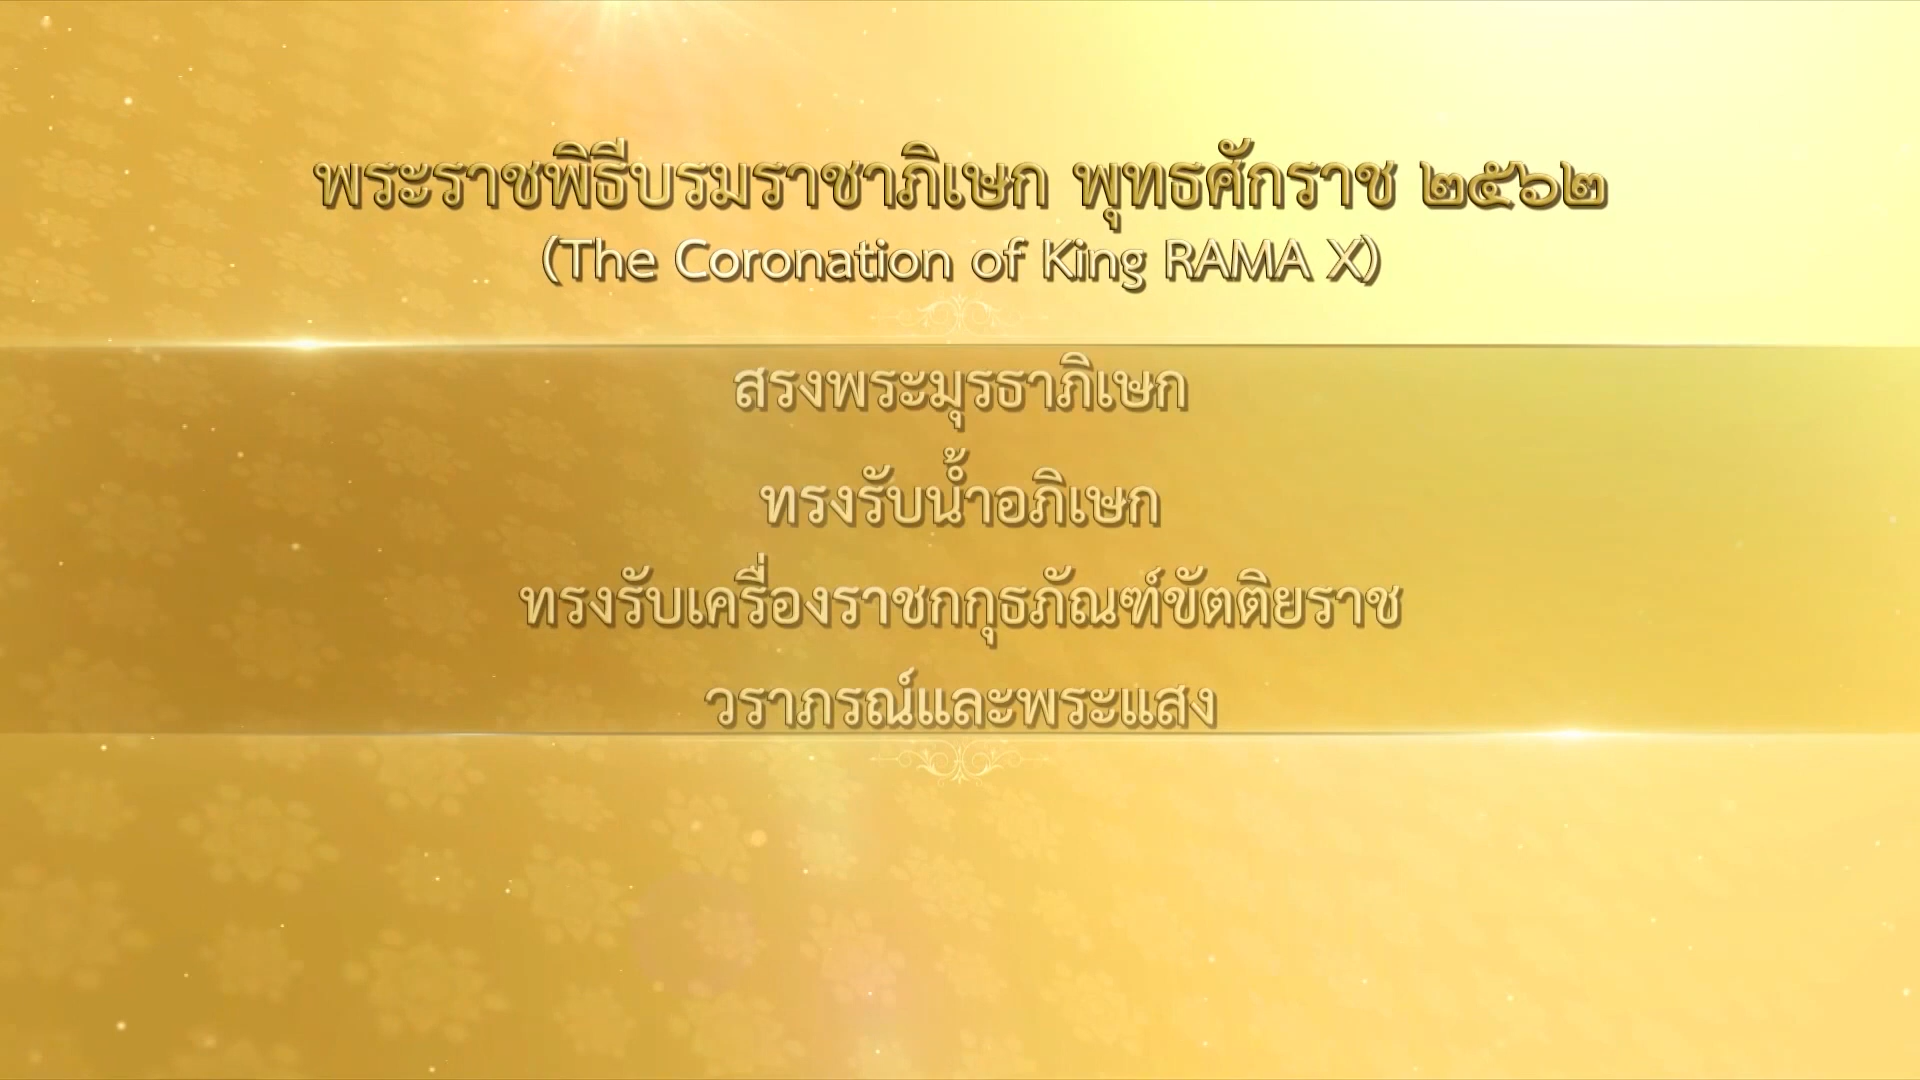 พระราชพิธีบรมราชาภิเษก พุทธศักราช ๒๕๖๒
(The Coronation of King RAMA X)
สรงพระมุรธาภิเษก
ทรงรับน้ำอภิเษก
ทรงรับเครื่องราชกกุธภัณฑ์ขัตติยราช
วราภรณ์และพระแสง